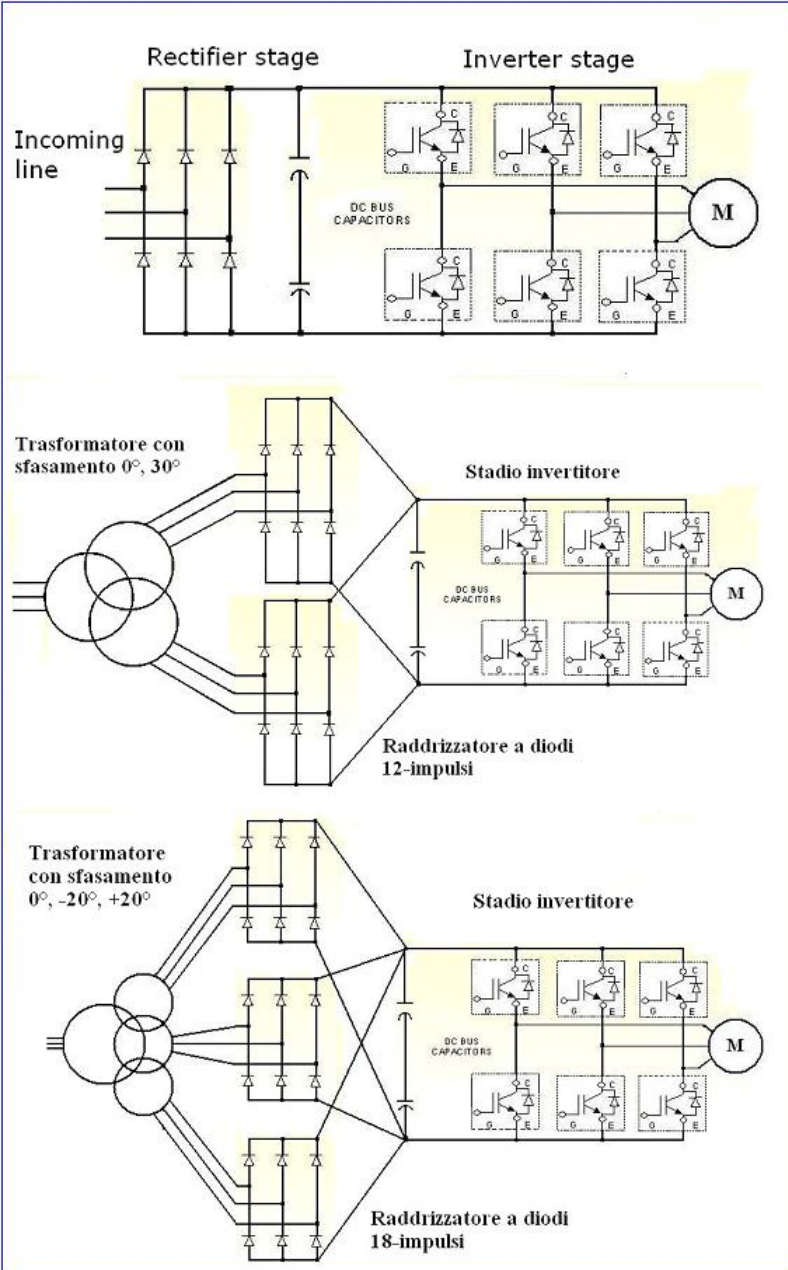 Rectifier stage
Inverter stage
Incoming
line
DC BUS
CAPACITORS
C
C
C
G
E
G
E
G
E
M
C
C
C
G
E
G
E
G
E
Trasformatore con
sfasamento 0°, 30°
Stadio invertitore
C
C
C
G
E
G
E
G
E
DC BUS
CAPACITORS
M
C
C
C
G
E
G
E
G
E
Raddrizzatore a diodi
12-impulsi
Trasformatore
con sfasamento
0°, -20°, +20°
Stadio invertitore
C
C
C
G
E
G
E
G
E
DC BUS
CAPACITORS
M
C
C
C
G
E
G
E
G
E
Raddrizzatore a diodi
18-impulsi